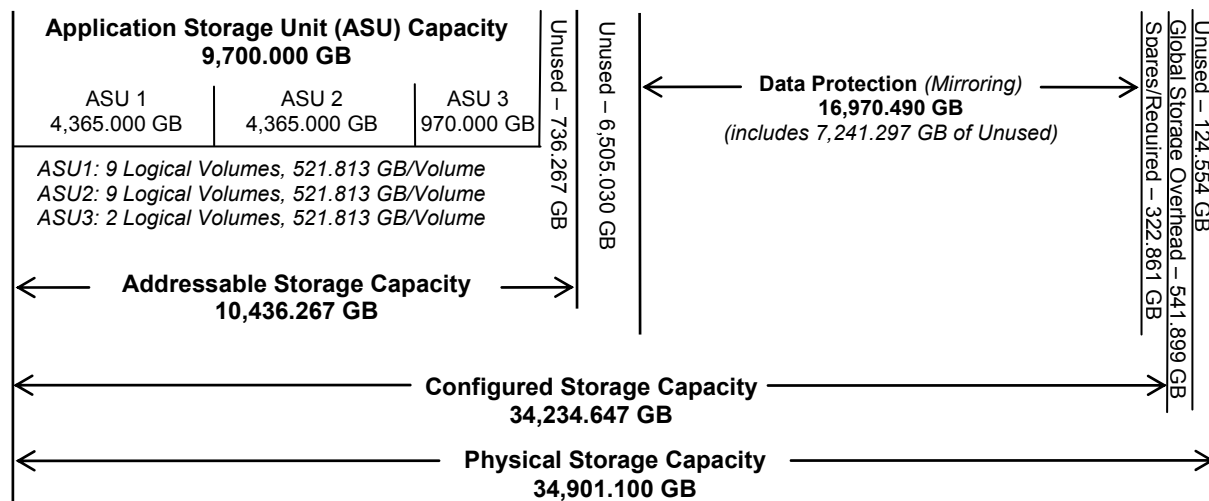 Application Storage Unit (ASU) Capacity
9,700.000 GB
ASU 1
4,365.000 GB
ASU 2
4,365.000 GB
ASU 3
970.000 GB
ASU1: 9 Logical Volumes, 521.813 GB/Volume
ASU2: 9 Logical Volumes, 521.813 GB/Volume
ASU3: 2 Logical Volumes, 521.813 GB/Volume
Unused – 736.267 GB
Unused – 6,505.030 GB
Data Protection (Mirroring)
16,970.490 GB
(includes 7,241.297 GB of Unused)
Spares/Required – 322.861 GB
Global Storage Overhead – 541.899 GB
Unused – 124.554 GB
Addressable Storage Capacity
10,436.267 GB
Configured Storage Capacity
34,234.647 GB
Physical Storage Capacity
34,901.100 GB